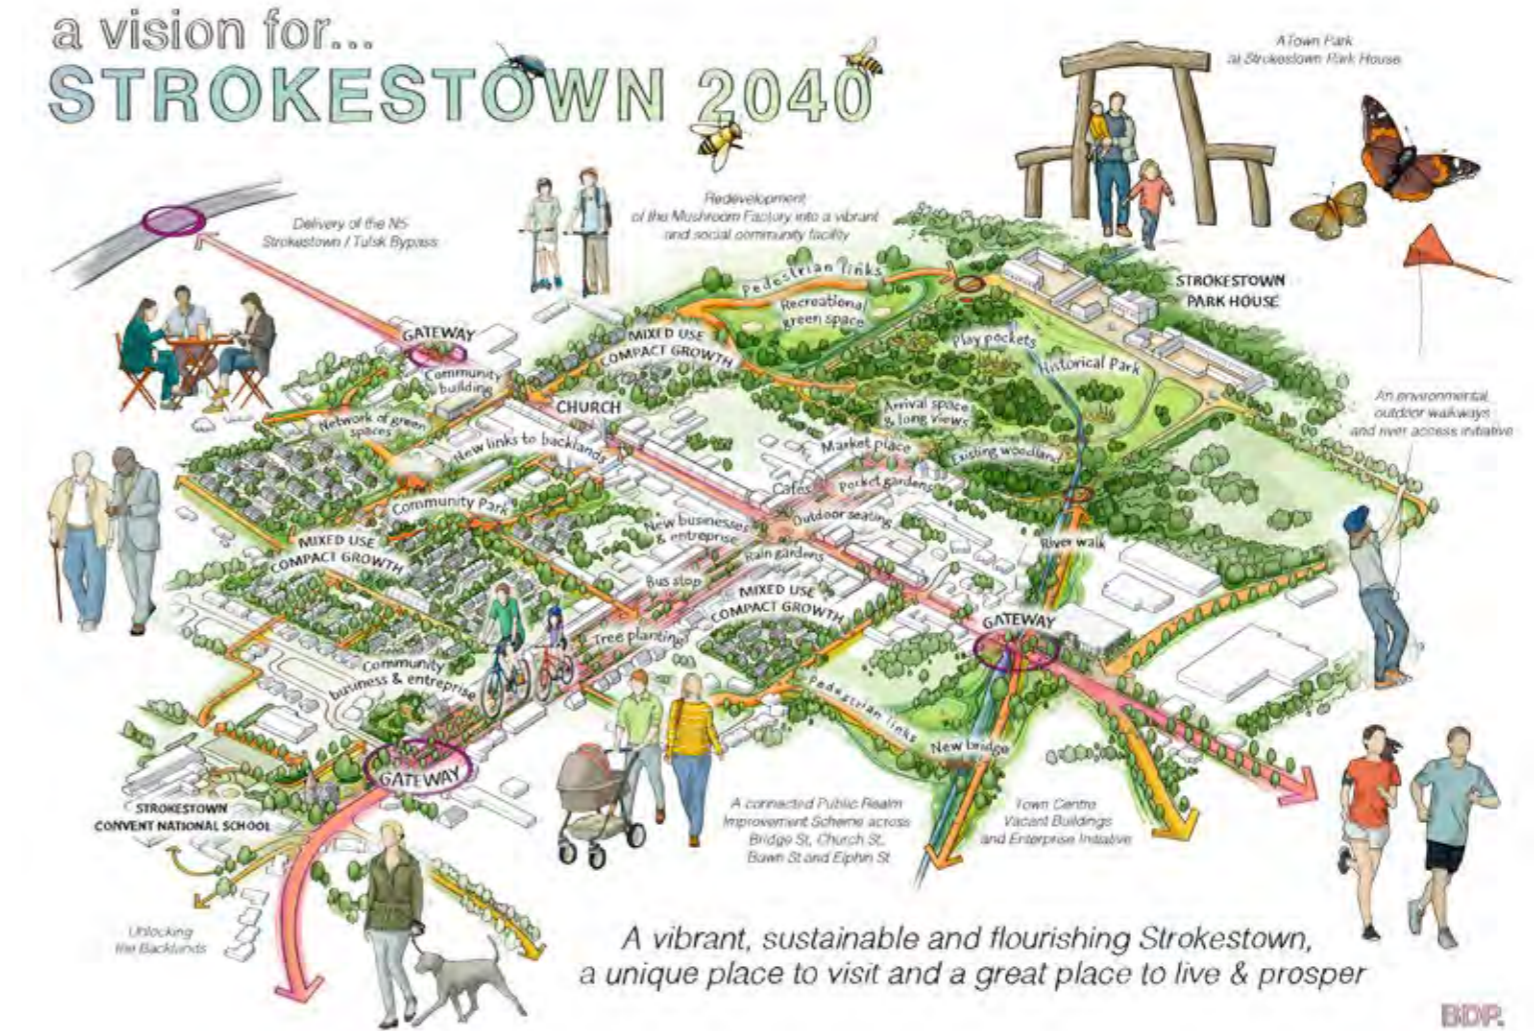 a vision for...
STROKESTOWN 2040
A Town Park
at Strokestown Park House
Delivery of the N5
Strokestown / Tulsk Bypass
Redevelopment
of the Mushroom Factory into a vibrant
and social community facility
STROKESTOWN
PARK HOUSE
Pedestrian links
Recreational
green space
GATEWAY
MIXED USE
COMPACT GROWTH
Play pockets
Historical Park
Community
building
CHURCH
Network of green
spaces
Arrival space
& long views
An environmental
outdoor walkways
and river access initiative
New links to backlands
Market place
Existing woodland
Cafes
Pocket gardens
Community Park
New businesses
& entreprise
Outdoor seating
MIXED USE
COMPACT GROWTH
Rain gardens
River walk
Bus stop
MIXED USE
COMPACT GROWTH
GATEWAY
Tree planting
Community
business & entreprise
Pedestrian links
New bridge
GATEWAY
STROKESTOWN
CONVENT NATIONAL SCHOOL
A connected Public Realm
Improvement Scheme across
Bridge St, Church St,
Bawn St and Elphin St
Town Centre
Vacant Buildings
and Enterprise Initiative
Unlocking
the Backlands
A vibrant, sustainable and flourishing Strokestown,
a unique place to visit and a great place to live & prosper
BDP.